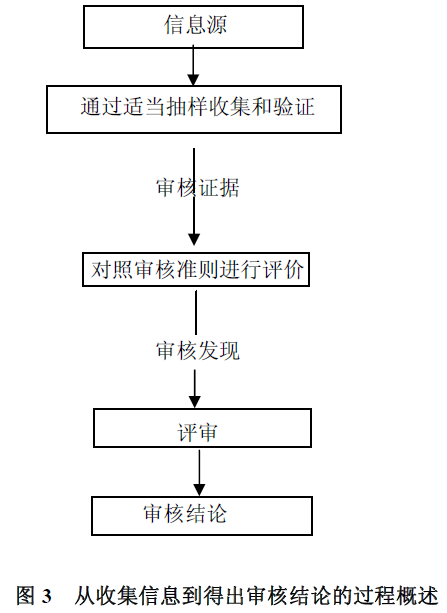 信息源
通过适当抽样收集和验证
审核证据
对照审核准则进行评价
审核发现
评审
审核结论
图 3 从收集信息到得出审核结论的过程概述